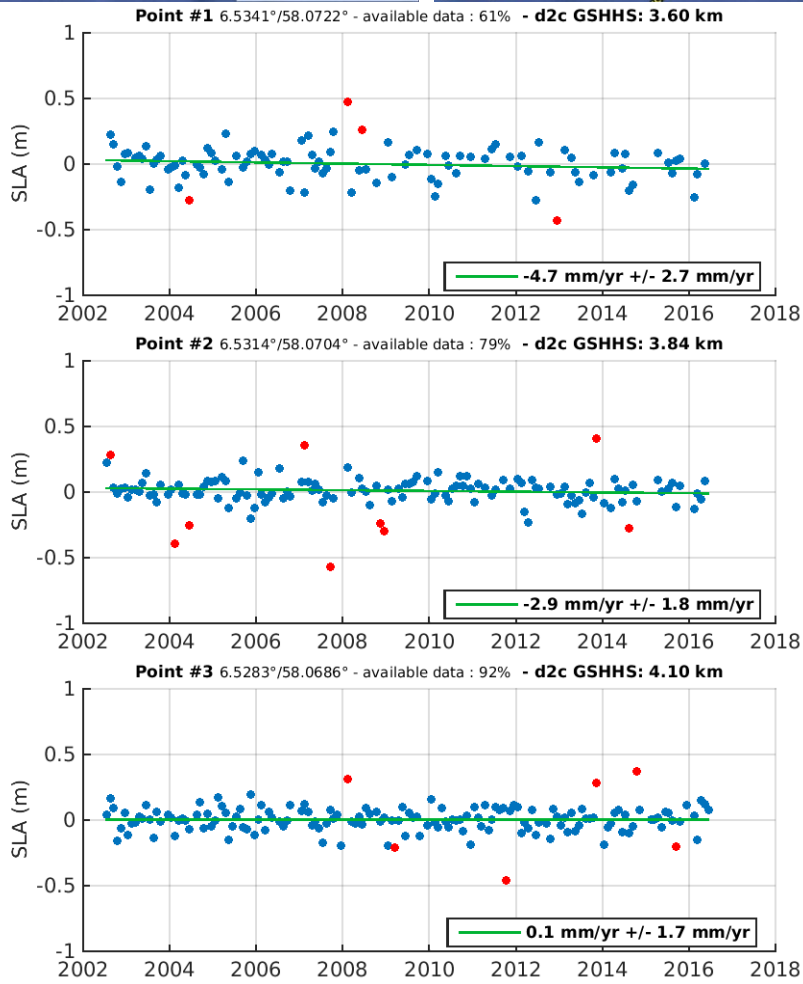 Point #1 6.5341°/58.0722° - available data : 61% - d2c GSHHS: 3.60 km
1
0.5
0
-0.5
-1
SLA (m)
-4.7 mm/yr +/- 2.7 mm/yr
2002 2004 2006 2008 2010 2012 2014 2016 2018
Point #2 6.5314°/58.0704° - available data : 79% - d2c GSHHS: 3.84 km
1
0.5
0
-0.5
-1
SLA (m)
-2.9 mm/yr +/- 1.8 mm/yr
2002 2004 2006 2008 2010 2012 2014 2016 2018
Point #3 6.5283°/58.0686° - available data : 92% - d2c GSHHS: 4.10 km
1
0.5
0
-0.5
-1
SLA (m)
0.1 mm/yr +/- 1.7 mm/yr
2002 2004 2006 2008 2010 2012 2014 2016 2018